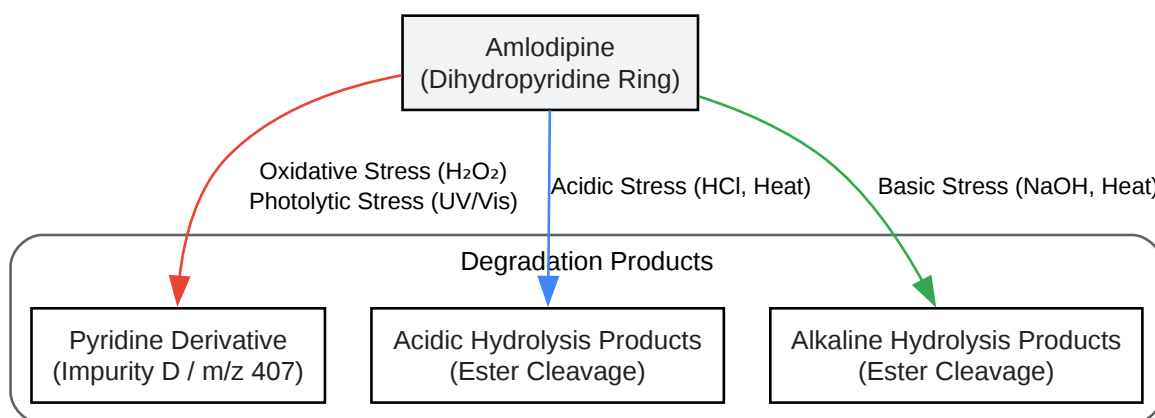 Amlodipine
(Dihydropyridine Ring)
Oxidative Stress (H₂O₂)
Photolytic Stress (UV/Vis)
Acidic Stress (HCl, Heat)
Basic Stress (NaOH, Heat)
Degradation Products
Pyridine Derivative
(Impurity D / m/z 407)
Acidic Hydrolysis Products
(Ester Cleavage)
Alkaline Hydrolysis Products
(Ester Cleavage)